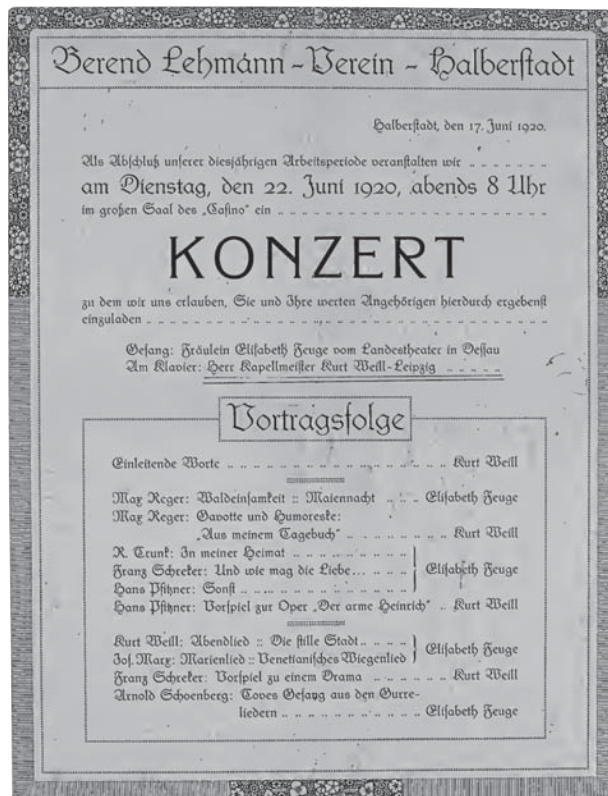 Berend Lehmann-Verein - Halberstadt
Halberstadt, den 17. Juni 1920.
Als Abschluß unserer diesjährigen Arbeitsperiode veranstalten wir
am Dienstag, den 22. Juni 1920, abends 8 Uhr
im großen Saal des „Casino“ ein
KONZERT
zu dem wir uns erlauben, Sie und Ihre werten Angehörigen hierdurch ergebenst
einzuladen
Gesang: Fräulein Elisabeth Feuge vom Landestheater in Dessau
Am Klavier: Herr Kapellmeister Kurt Weill-Leipzig
Vortragsfolge
Einleitende Worte Kurt Weill
Max Reger: Waldeinsamkeit :: Maiennacht Elisabeth Feuge
Max Reger: Gavotte und Humoreske:
„Aus meinem Tagebuch“ Kurt Weill
R. Trunk: In meiner Heimat
Franz Schreker: Und wie mag die Liebe... Elisabeth Feuge
Hans Pfitzner: Sonst
Hans Pfitzner: Vorspiel zur Oper „Der arme Heinrich“ Kurt Weill
Kurt Weill: Abendlied :: Die stille Stadt
Elisabeth Feuge
Jos. Marx: Marienlied :: Venetianisches Wiegenlied
Franz Schreker: Vorspiel zu einem Drama Kurt Weill
Arnold Schoenberg: Toves Gesang aus den Gurre-
liedern Elisabeth Feuge